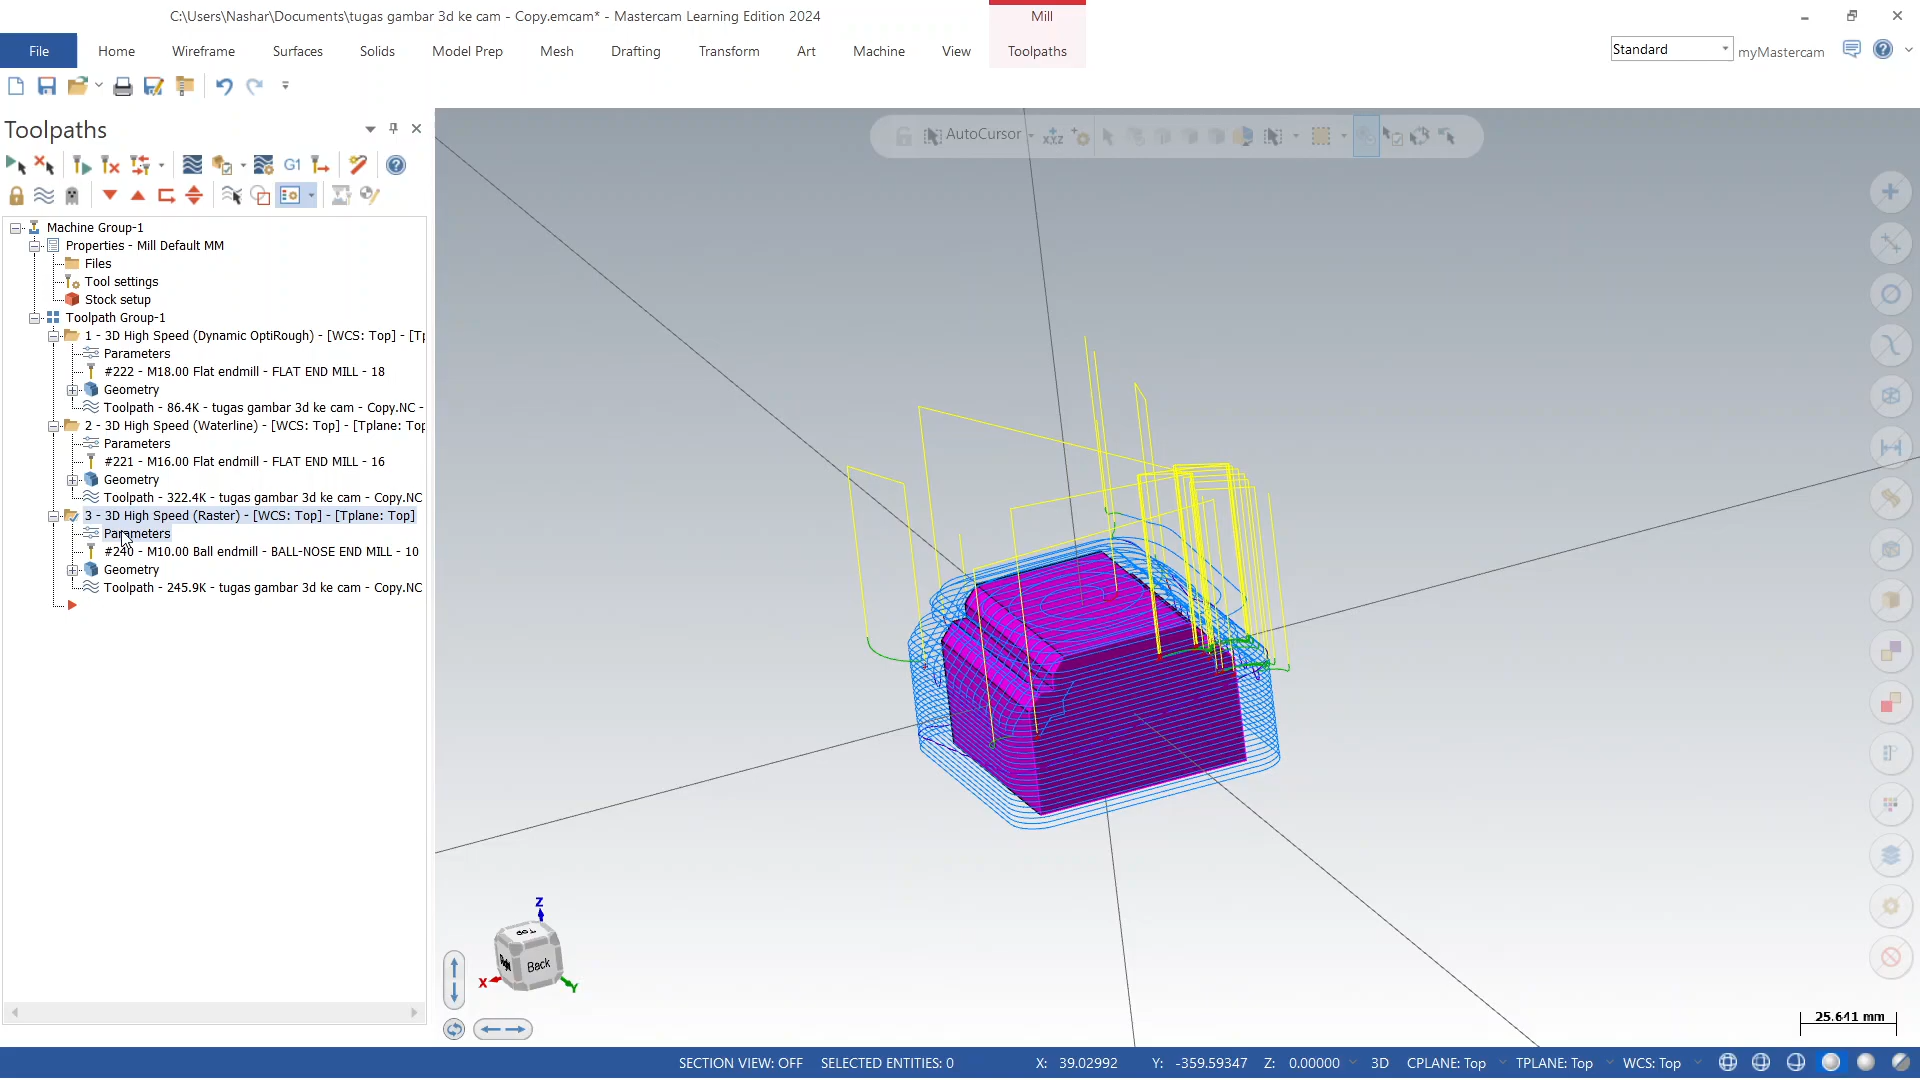 C:\Users\Nashar\Documents\tugas gambar 3d ke cam - Copy.emcam* - Mastercam Learning Edition 2024
Mill
File
Home
Wireframe
Surfaces
Solids
Model Prep
Mesh
Drafting
Transform
Art
Machine
View
Toolpaths
Standard
myMastercam
Toolpaths
AutoCursor
XYZ
G1
Machine Group-1
Properties - Mill Default MM
Files
Tool settings
Stock setup
Toolpath Group-1
1 - 3D High Speed (Dynamic OptiRough) - [WCS: Top] - [Tp
Parameters
#222 - M18.00 Flat endmill - FLAT END MILL - 18
Geometry
Toolpath - 86.4K - tugas gambar 3d ke cam - Copy.NC -
2 - 3D High Speed (Waterline) - [WCS: Top] - [Tplane: Top
Parameters
#221 - M16.00 Flat endmill - FLAT END MILL - 16
Geometry
Toolpath - 322.4K - tugas gambar 3d ke cam - Copy.NC
3 - 3D High Speed (Raster) - [WCS: Top] - [Tplane: Top]
Parameters
#240 - M10.00 Ball endmill - BALL-NOSE END MILL - 10
Geometry
Toolpath - 245.9K - tugas gambar 3d ke cam - Copy.NC
Z
Top
Right
Back
X
Y
25.641 mm
SECTION VIEW: OFF
SELECTED ENTITIES: 0
X: 39.02992
Y: -359.59347
Z: 0.00000
3D
CPLANE: Top
TPLANE: Top
WCS: Top